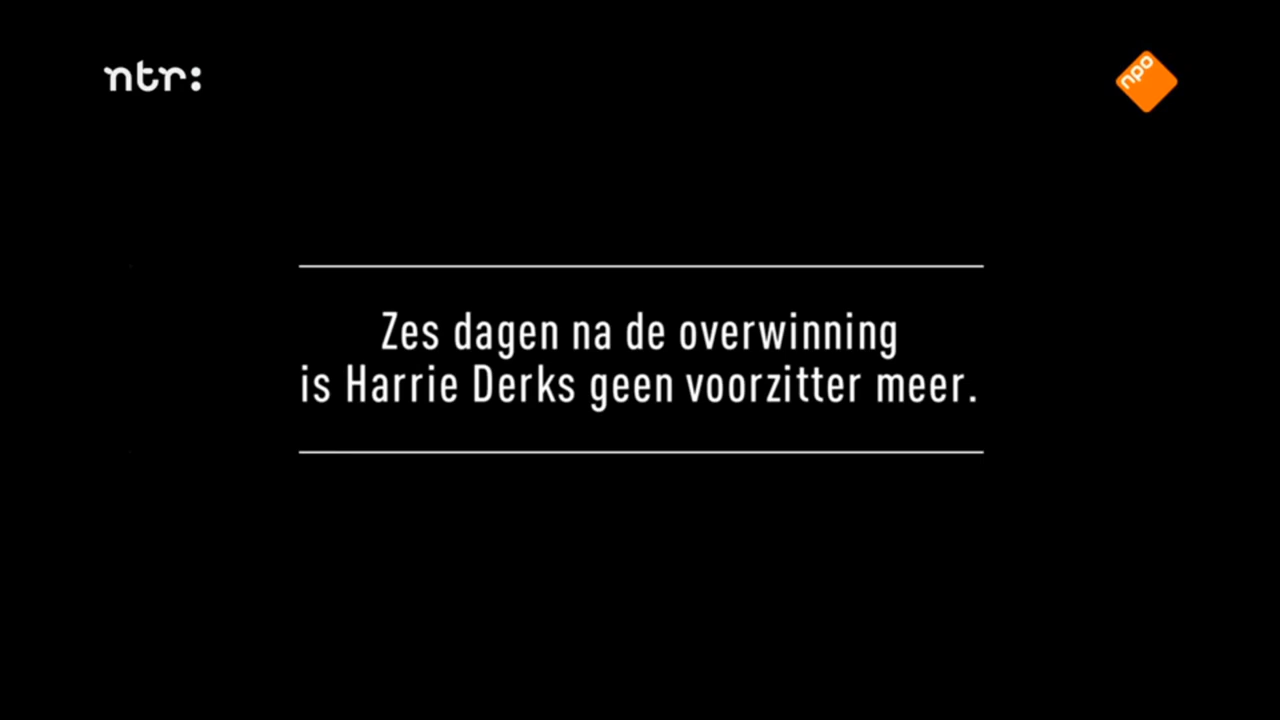 ntr:
npo
Zes dagen na de overwinning
is Harrie Derks geen voorzitter meer.